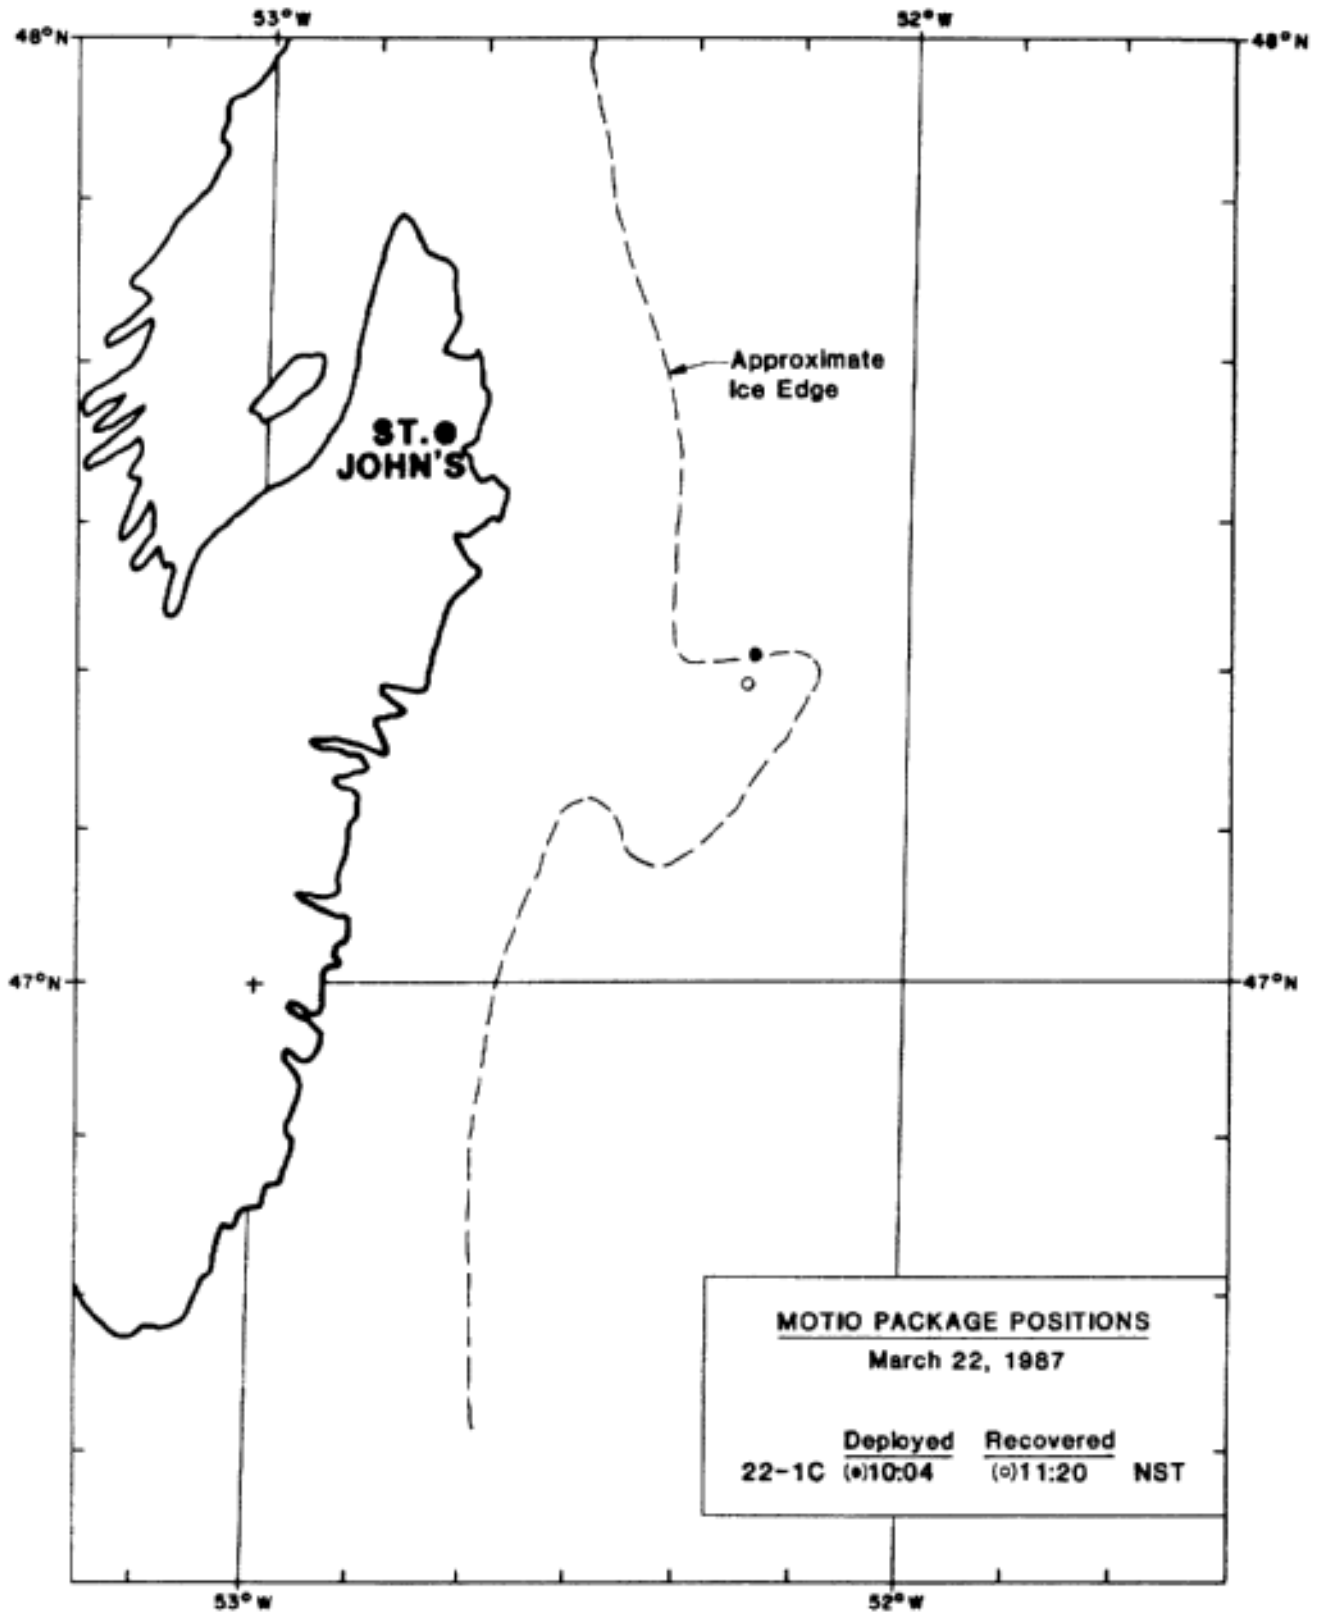 53°W 52°W
48°N 48°N
Approximate
Ice Edge
ST.
JOHN'S
47°N 47°N
MOTIO PACKAGE POSITIONS
March 22, 1987
Deployed Recovered
22-1C (•)10:04 (○)11:20 NST
53°W 52°W